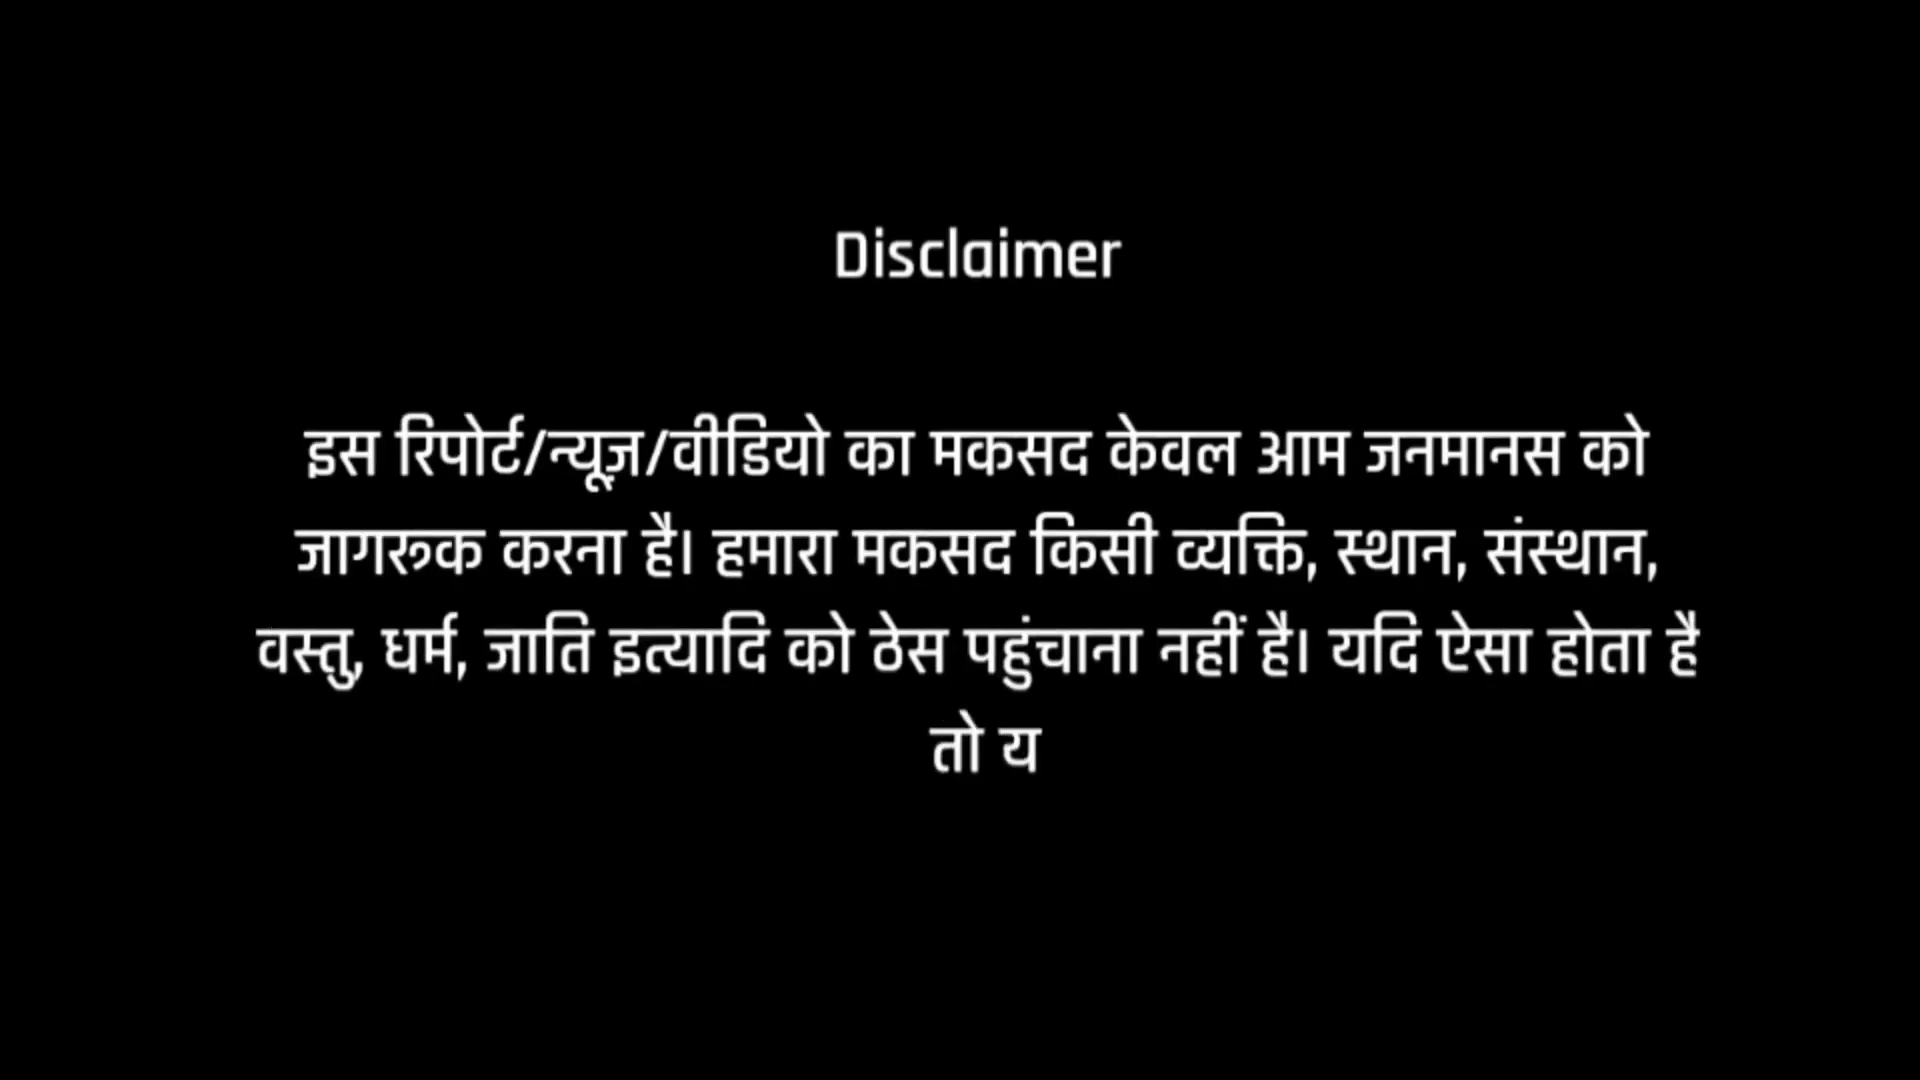 Disclaimer
इस रिपोर्ट/न्यूज़/वीडियो का मकसद केवल आम जनमानस को
जागरूक करना है। हमारा मकसद किसी व्यक्ति, स्थान, संस्थान,
वस्तु, धर्म, जाति इत्यादि को ठेस पहुंचाना नहीं है। यदि ऐसा होता है
तो य